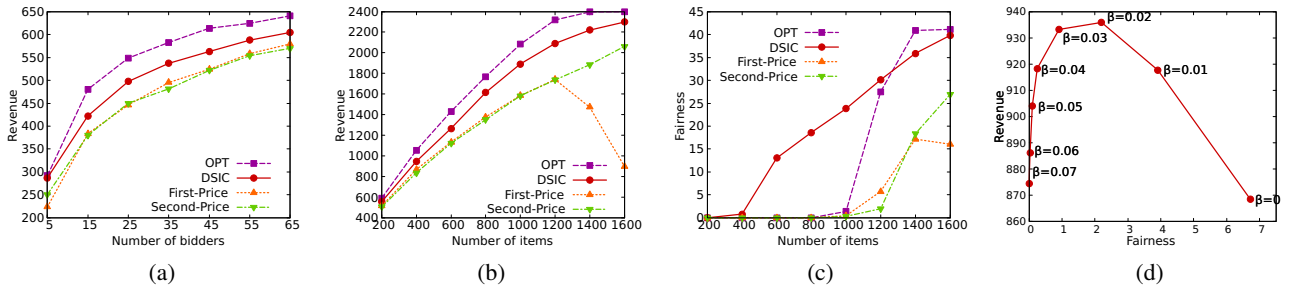 650
600
550
500
450
400
350
300
250
200
Revenue
OPT
DSIC
First-Price
Second-Price
5 15 25 35 45 55 65
Number of bidders
(a)
2400
2200
2000
1800
1600
1400
1200
1000
800
600
400
Revenue
OPT
DSIC
First-Price
Second-Price
200 400 600 800 1000 1200 1400 1600
Number of items
(b)
45
40
35
30
25
20
15
10
5
0
Fairness
OPT
DSIC
First-Price
Second-Price
200 400 600 800 1000 1200 1400 1600
Number of items
(c)
940
930
920
910
900
890
880
870
860
Revenue
β=0.02
β=0.03
β=0.04
β=0.01
β=0.05
β=0.06
β=0.07
β=0
0 1 2 3 4 5 6 7
Fairness
(d)